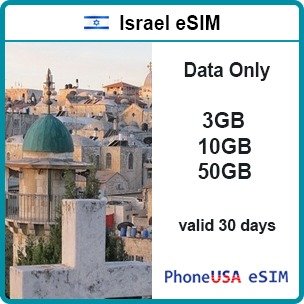 Israel eSIM
Data Only
3GB
10GB
50GB
valid 30 days
PhoneUSA eSIM